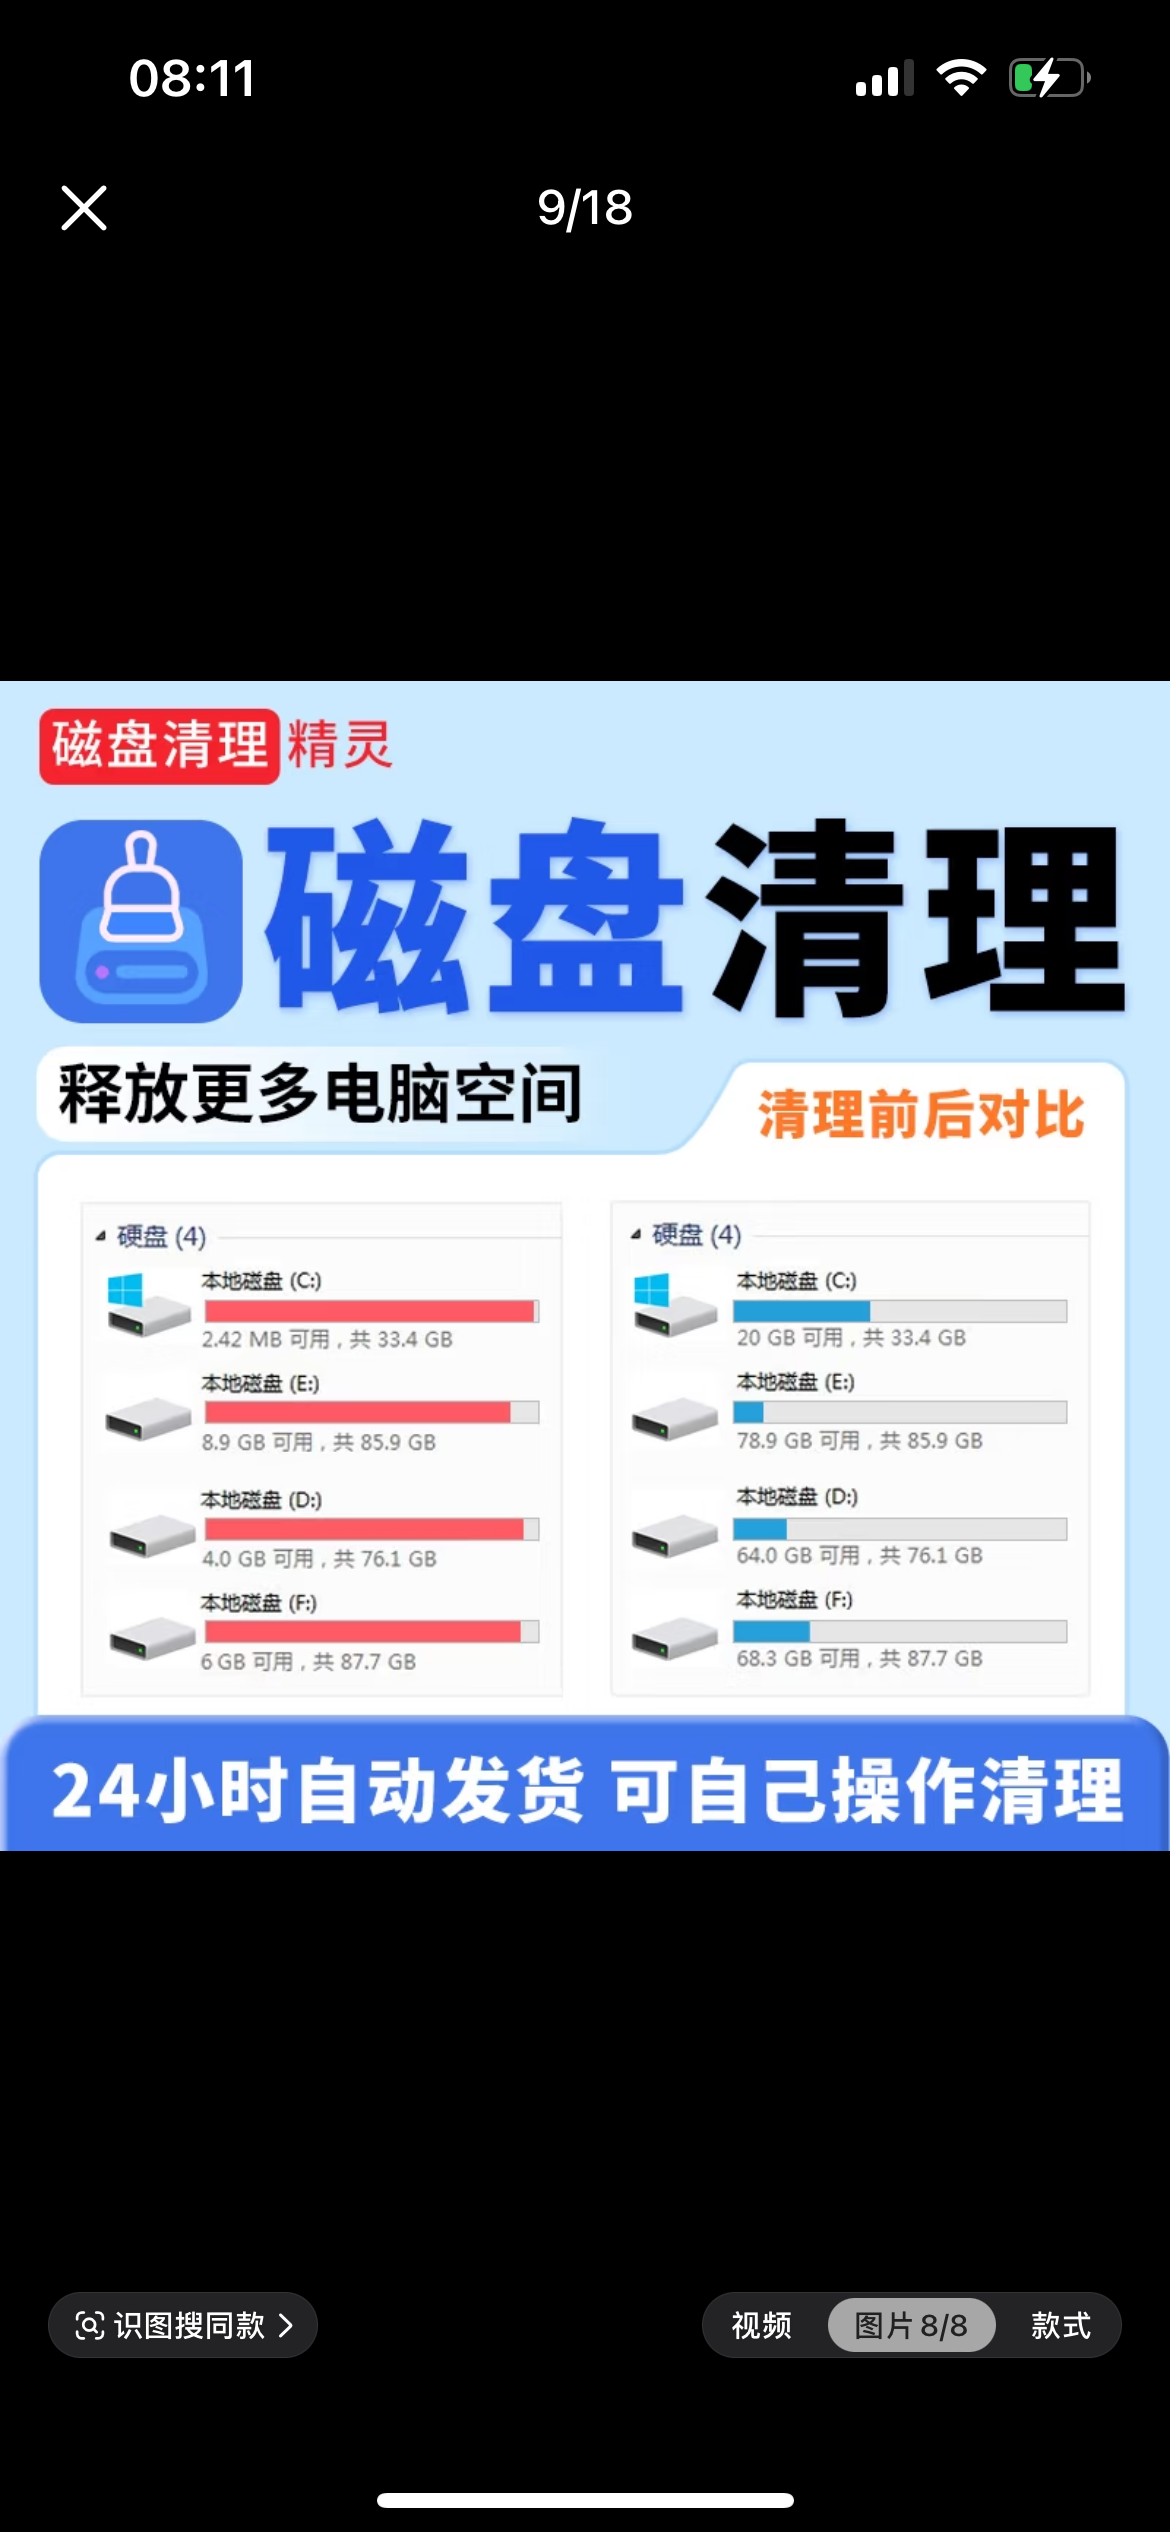 08:11
9/18
磁盘清理精灵
磁盘清理
释放更多电脑空间
清理前后对比
硬盘 (4)
本地磁盘 (C:)
2.42 MB 可用，共 33.4 GB
本地磁盘 (E:)
8.9 GB 可用，共 85.9 GB
本地磁盘 (D:)
4.0 GB 可用，共 76.1 GB
本地磁盘 (F:)
6 GB 可用，共 87.7 GB
硬盘 (4)
本地磁盘 (C:)
20 GB 可用，共 33.4 GB
本地磁盘 (E:)
78.9 GB 可用，共 85.9 GB
本地磁盘 (D:)
64.0 GB 可用，共 76.1 GB
本地磁盘 (F:)
68.3 GB 可用，共 87.7 GB
24小时自动发货 可自己操作清理
识图搜同款
视频 图片 8/8 款式